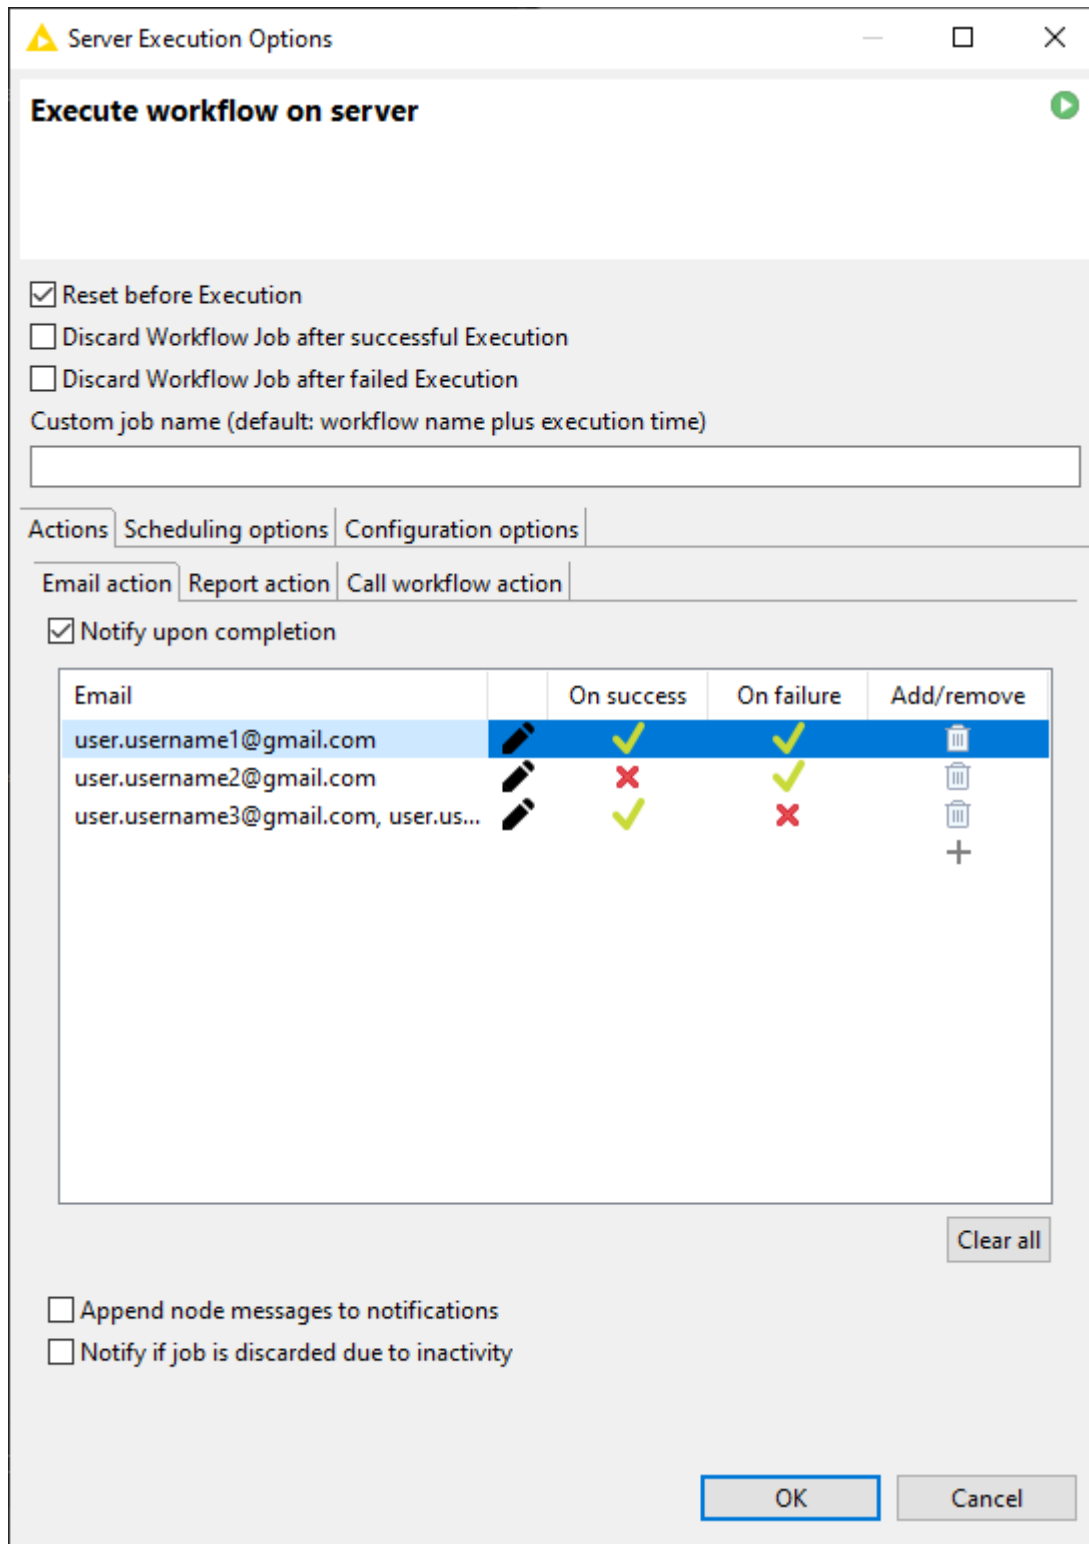 Server Execution Options
Execute workflow on server
Reset before Execution
Discard Workflow Job after successful Execution
Discard Workflow Job after failed Execution
Custom job name (default: workflow name plus execution time)
Actions Scheduling options Configuration options
Email action Report action Call workflow action
Notify upon completion
Email On success On failure Add/remove
user.username1@gmail.com
user.username2@gmail.com
user.username3@gmail.com, user.us...
Clear all
Append node messages to notifications
Notify if job is discarded due to inactivity
OK Cancel